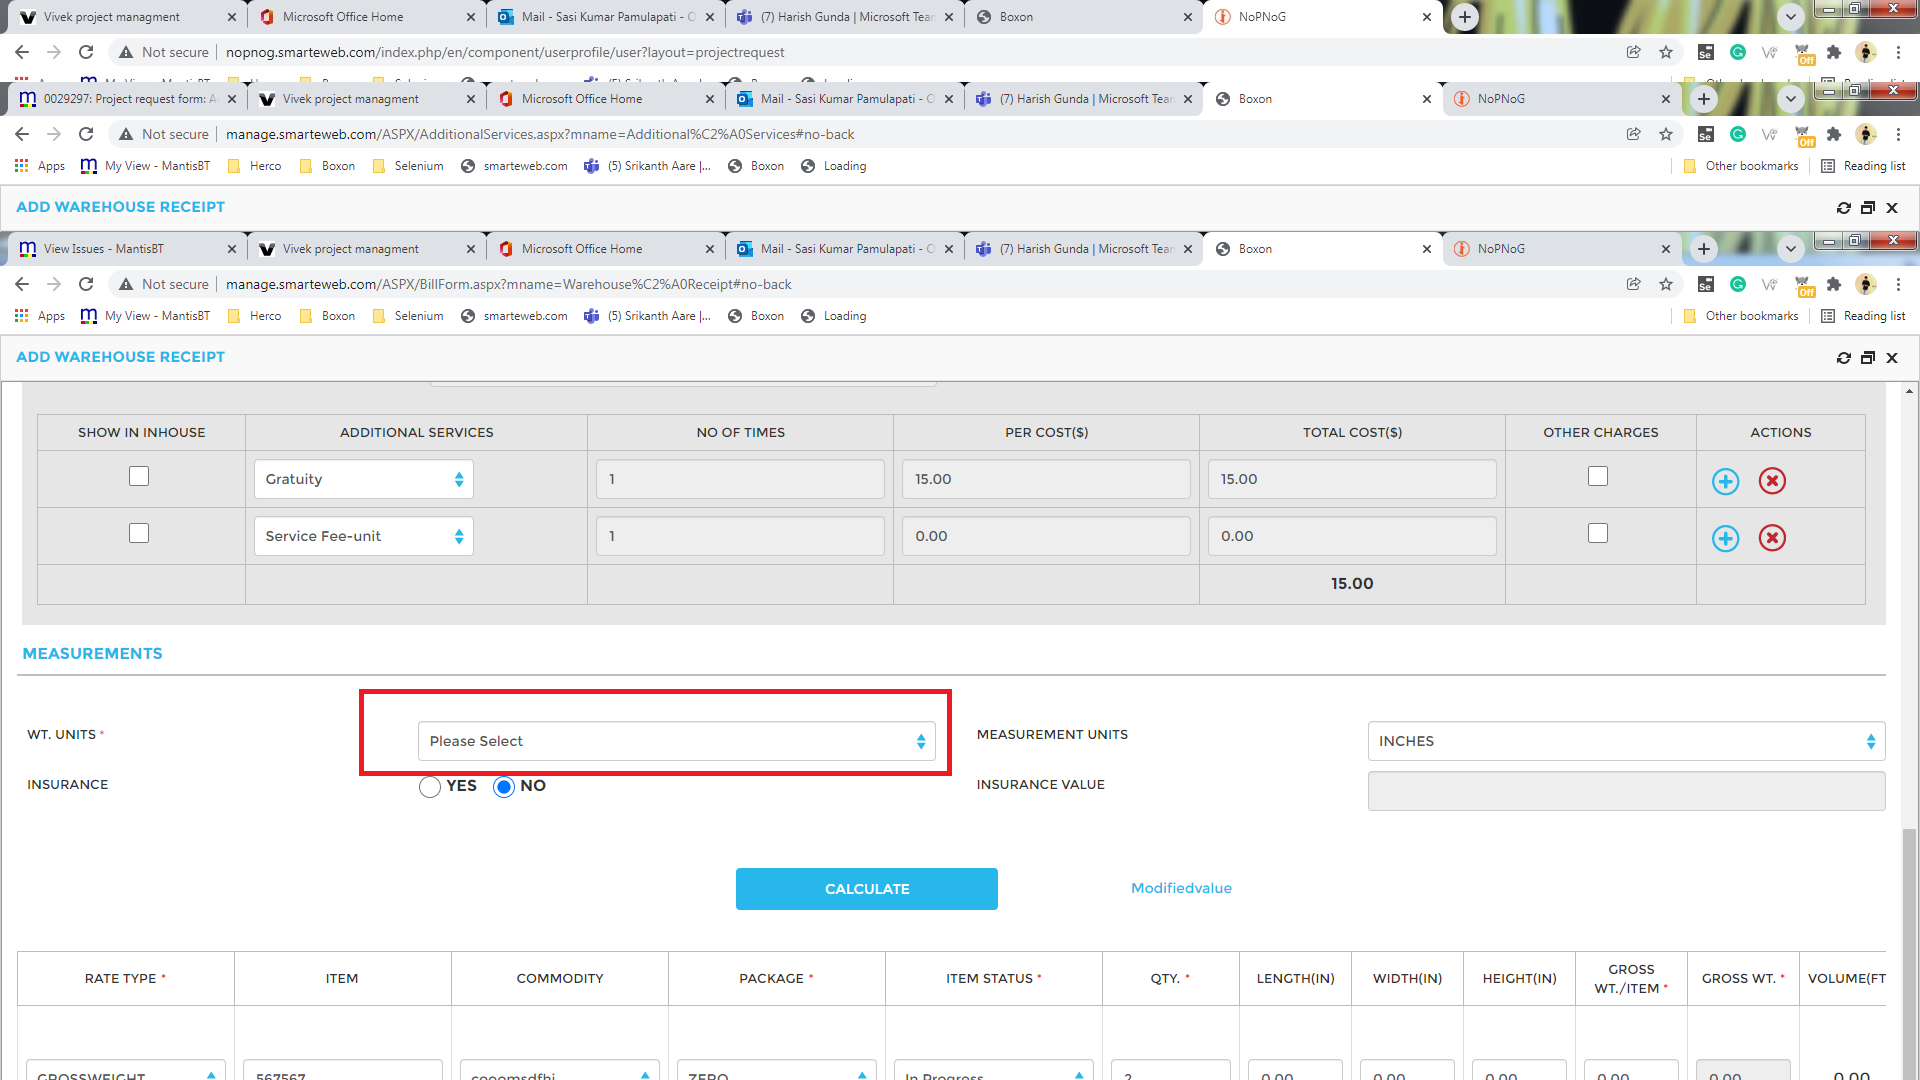 Vivek project managment
Microsoft Office Home
Mail - Sasi Kumar Pamulapati - O
(7) Harish Gunda | Microsoft Tear
Boxon
NoPNoG
Not secure
nopnog.smarteweb.com/index.php/en/component/userprofile/user?layout=projectrequest
Off
0029297: Project request form: A
Vivek project managment
Microsoft Office Home
Mail - Sasi Kumar Pamulapati - O
(7) Harish Gunda | Microsoft Tear
Boxon
NoPNoG
Not secure
manage.smarteweb.com/ASPX/AdditionalServices.aspx?mname=Additional%C2%A0Services#no-back
Off
Apps
My View - MantisBT
Herco
Boxon
Selenium
smarteweb.com
(5) Srikanth Aare |...
Boxon
Loading
Other bookmarks
Reading list
ADD WAREHOUSE RECEIPT
View Issues - MantisBT
Vivek project managment
Microsoft Office Home
Mail - Sasi Kumar Pamulapati - O
(7) Harish Gunda | Microsoft Tear
Boxon
NoPNoG
Not secure
manage.smarteweb.com/ASPX/BillForm.aspx?mname=Warehouse%C2%A0Receipt#no-back
Off
Apps
My View - MantisBT
Herco
Boxon
Selenium
smarteweb.com
(5) Srikanth Aare |...
Boxon
Loading
Other bookmarks
Reading list
ADD WAREHOUSE RECEIPT
SHOW IN INHOUSE ADDITIONAL SERVICES NO OF TIMES PER COST($) TOTAL COST($) OTHER CHARGES ACTIONS
Gratuity 1 15.00 15.00
Service Fee-unit 1 0.00 0.00
15.00
MEASUREMENTS
WT. UNITS * Please Select MEASUREMENT UNITS INCHES
INSURANCE YES NO INSURANCE VALUE
CALCULATE Modifiedvalue
RATE TYPE * ITEM COMMODITY PACKAGE * ITEM STATUS * QTY. * LENGTH(IN) WIDTH(IN) HEIGHT(IN) GROSS WT./ITEM * GROSS WT. * VOLUME(FT
GROSSWEIGHT 567567 ZERO In Progress 2 0.00 0.00 0.00 0.00 0.00 0.00